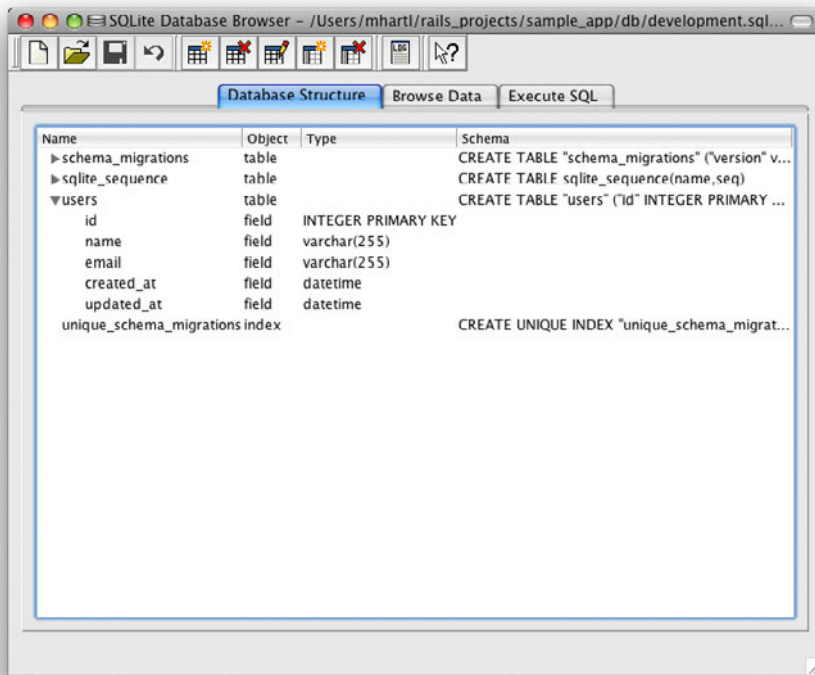 SQLite Database Browser - /Users/mhartl/rails_projects/sample_app/db/development.sql...
LOG
?
Database Structure Browse Data Execute SQL
Name Object Type Schema
schema_migrations table CREATE TABLE "schema_migrations" ("version" v...
sqlite_sequence table CREATE TABLE sqlite_sequence(name,seq)
users table CREATE TABLE "users" ("id" INTEGER PRIMARY ...
id field INTEGER PRIMARY KEY
name field varchar(255)
email field varchar(255)
created_at field datetime
updated_at field datetime
unique_schema_migrations index CREATE UNIQUE INDEX "unique_schema_migrat...